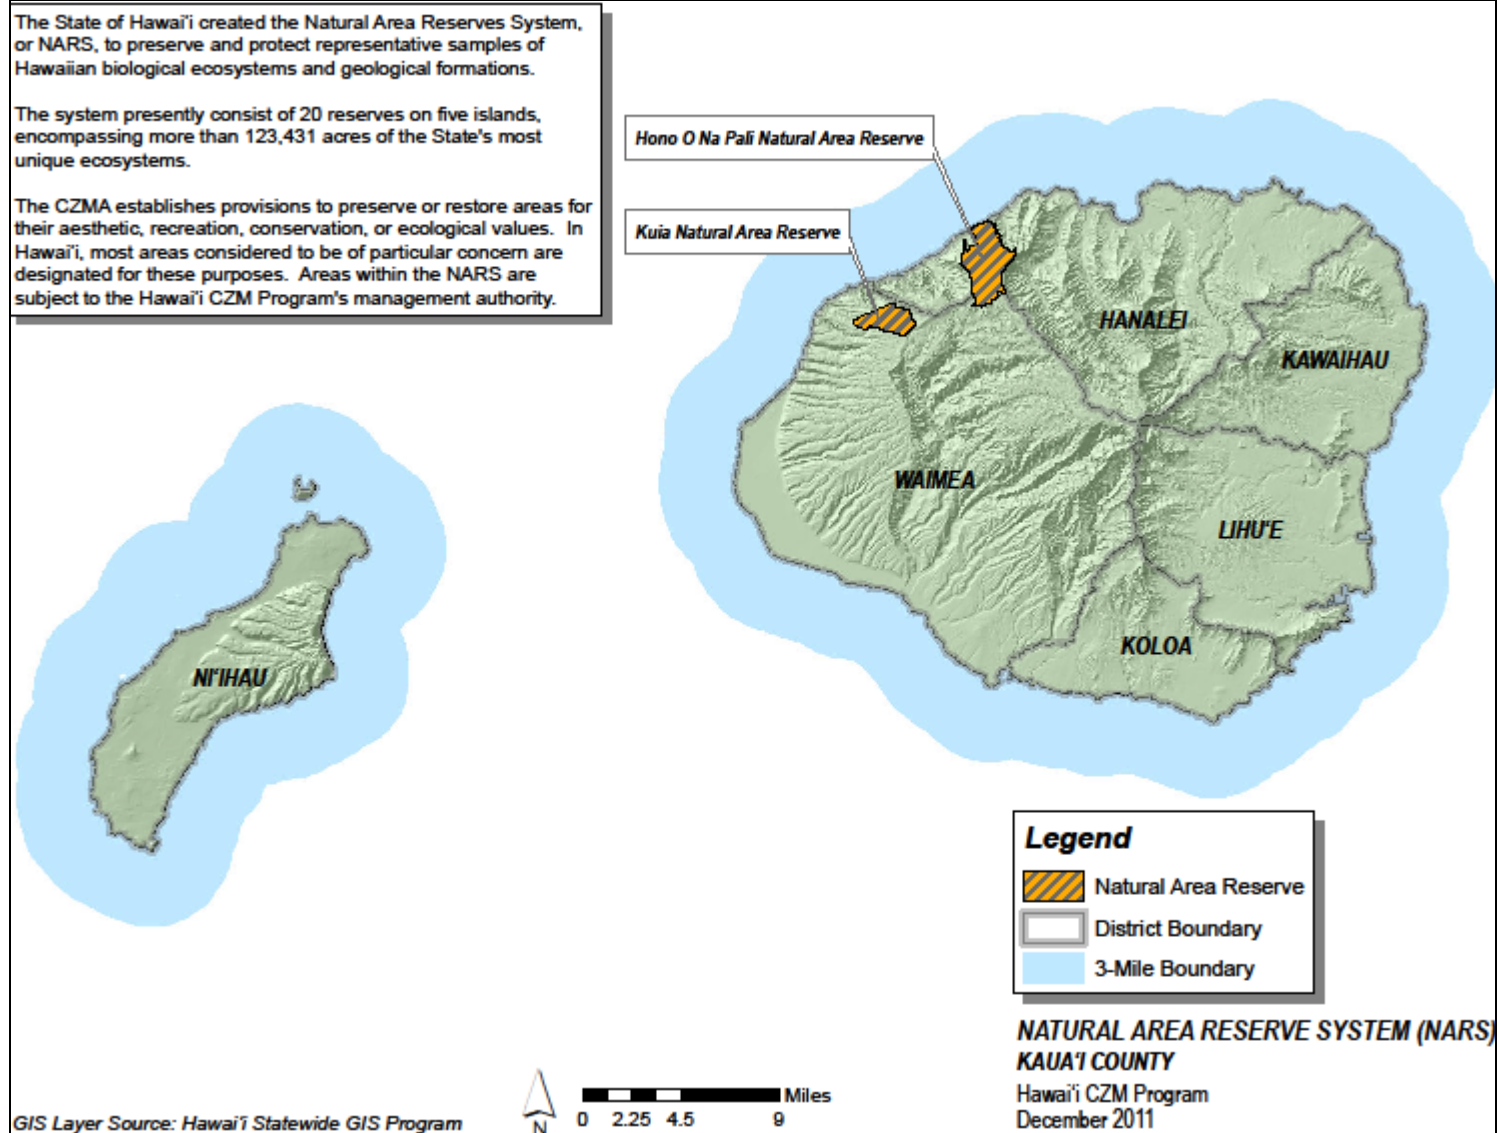 The State of Hawai'i created the Natural Area Reserves System,
or NARS, to preserve and protect representative samples of
Hawaiian biological ecosystems and geological formations.
The system presently consist of 20 reserves on five islands,
encompassing more than 123,431 acres of the State's most
unique ecosystems.
The CZMA establishes provisions to preserve or restore areas for
their aesthetic, recreation, conservation, or ecological values. In
Hawai'i, most areas considered to be of particular concern are
designated for these purposes. Areas within the NARS are
subject to the Hawai'i CZM Program's management authority.
Hono O Na Pali Natural Area Reserve
Kuia Natural Area Reserve
HANALEI
KAWAIHAU
WAIMEA
LIHU'E
KOLOA
NI'IHAU
Legend
Natural Area Reserve
District Boundary
3-Mile Boundary
NATURAL AREA RESERVE SYSTEM (NARS)
KAUA'I COUNTY
Hawai'i CZM Program
December 2011
Miles
0 2.25 4.5 9
N
GIS Layer Source: Hawai'i Statewide GIS Program